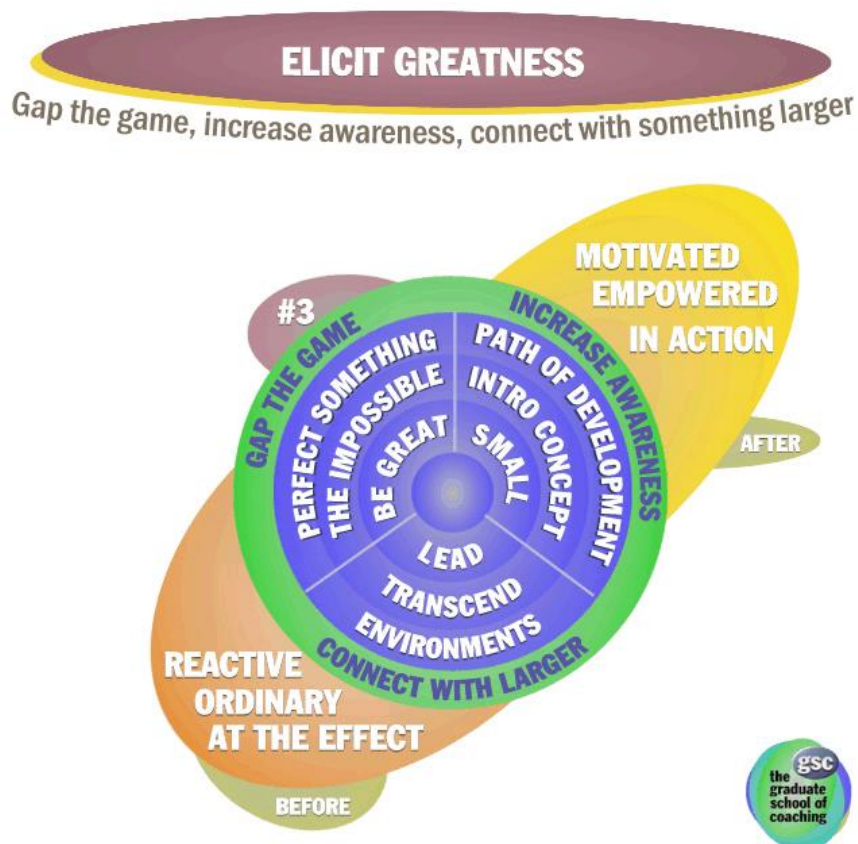 ELICIT GREATNESS
Gap the game, increase awareness, connect with something larger
MOTIVATED
EMPOWERED
IN ACTION
#3
GAP THE GAME
INCREASE AWARENESS
PERFECT SOMETHING
THE IMPOSSIBLE
BE GREAT
PATH OF DEVELOPMENT
INTRO CONCEPT
SMALL
AFTER
LEAD
TRANSCEND
ENVIRONMENTS
CONNECT WITH LARGER
REACTIVE
ORDINARY
AT THE EFFECT
BEFORE
gsc
the
graduate
school of
coaching